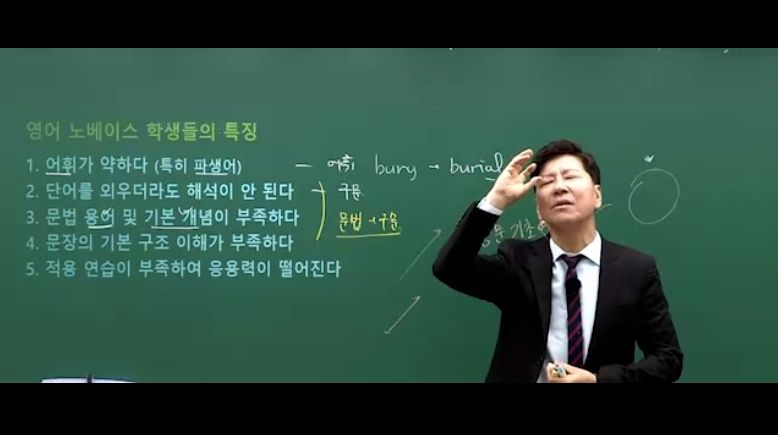 영어 노베이스 학생들의 특징
1. 어휘가 약하다 (특히 파생어) — 어휘 bury → burial
2. 단어를 외우더라도 해석이 안 된다 구문
3. 문법 용어 및 기본 개념이 부족하다 문법 → 구문
4. 문장의 기본 구조 이해가 부족하다
5. 적용 연습이 부족하여 응용력이 떨어진다